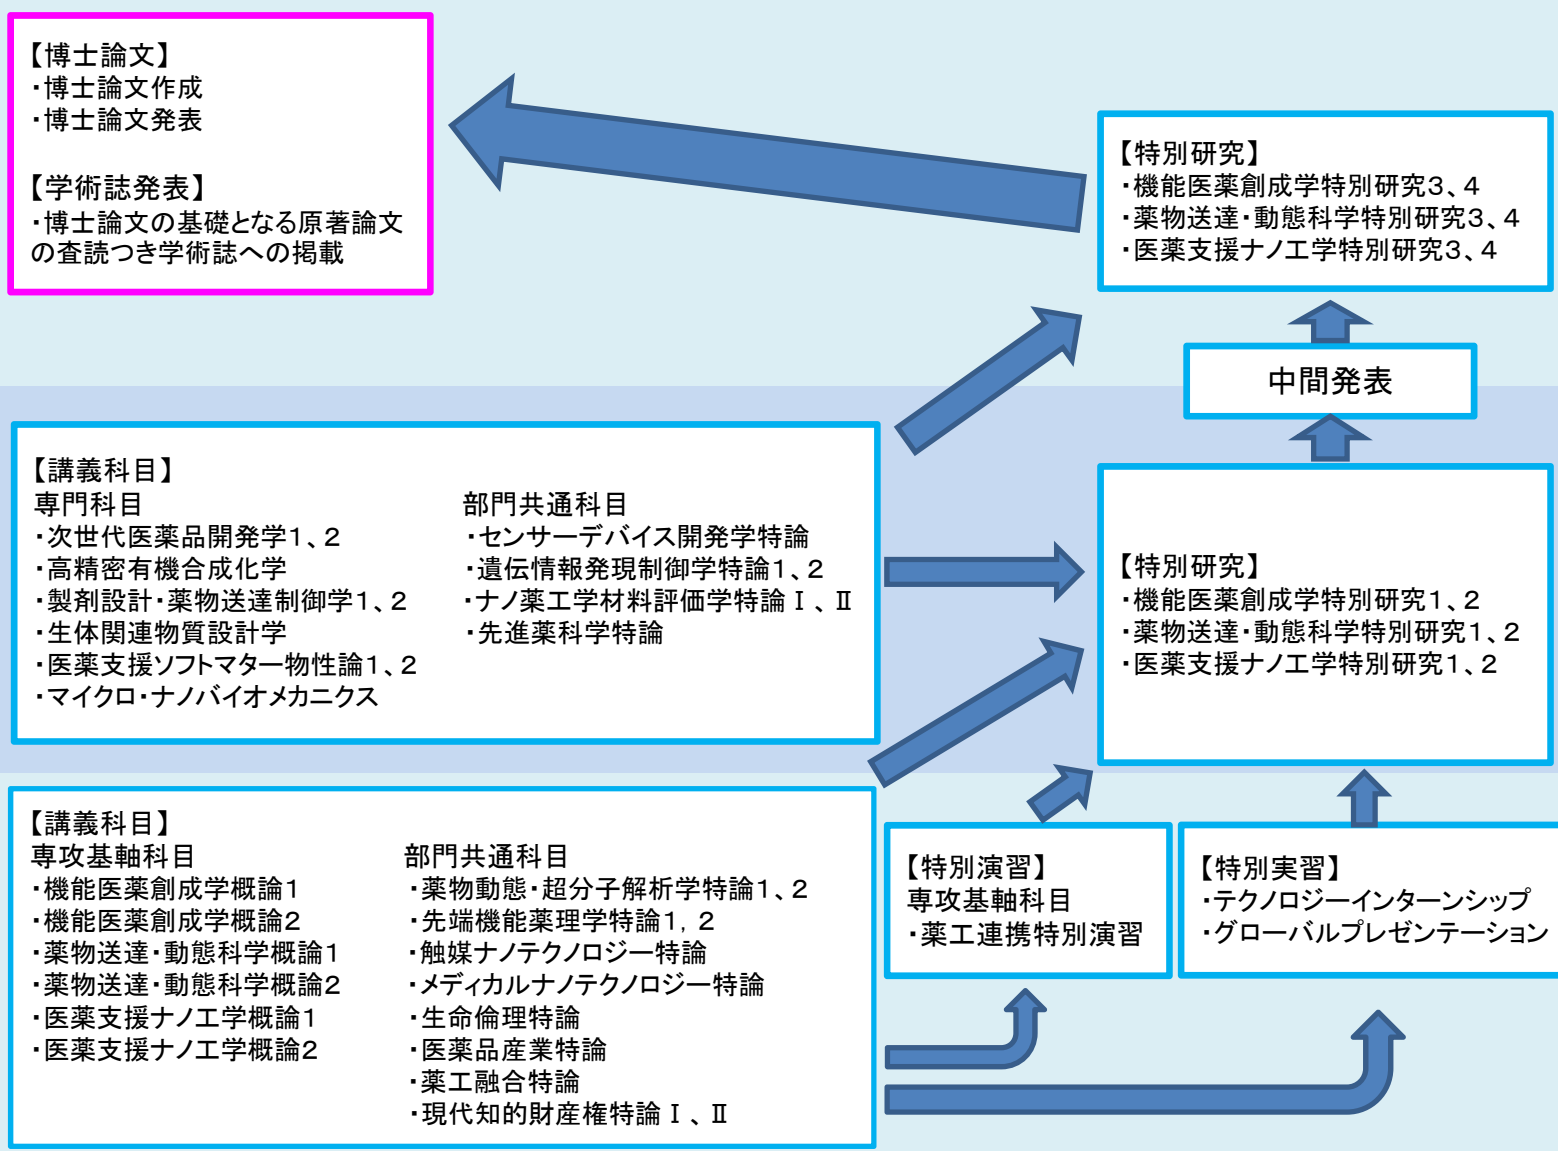 【博士論文】
・博士論文作成
・博士論文発表
【学術誌発表】
・博士論文の基礎となる原著論文
の査読つき学術誌への掲載
【特別研究】
・機能医薬創成学特別研究3、4
・薬物送達・動態科学特別研究3、4
・医薬支援ナノ工学特別研究3、4
中間発表
【講義科目】
専門科目
・次世代医薬品開発学1、2
・高精密有機合成化学
・製剤設計・薬物送達制御学1、2
・生体関連物質設計学
・医薬支援ソフトマター物性論1、2
・マイクロ・ナノバイオメカニクス
部門共通科目
・センサーデバイス開発学特論
・遺伝情報発現制御学特論1、2
・ナノ薬工学材料評価学特論Ⅰ、Ⅱ
・先進薬科学特論
【特別研究】
・機能医薬創成学特別研究1、2
・薬物送達・動態科学特別研究1、2
・医薬支援ナノ工学特別研究1、2
【講義科目】
専攻基軸科目
・機能医薬創成学概論1
・機能医薬創成学概論2
・薬物送達・動態科学概論1
・薬物送達・動態科学概論2
・医薬支援ナノ工学概論1
・医薬支援ナノ工学概論2
部門共通科目
・薬物動態・超分子解析学特論1、2
・先端機能薬理学特論1, 2
・触媒ナノテクノロジー特論
・メディカルナノテクノロジー特論
・生命倫理特論
・医薬品産業特論
・薬工融合特論
・現代知的財産権特論Ⅰ、Ⅱ
【特別演習】
専攻基軸科目
・薬工連携特別演習
【特別実習】
・テクノロジーインターンシップ
・グローバルプレゼンテーション